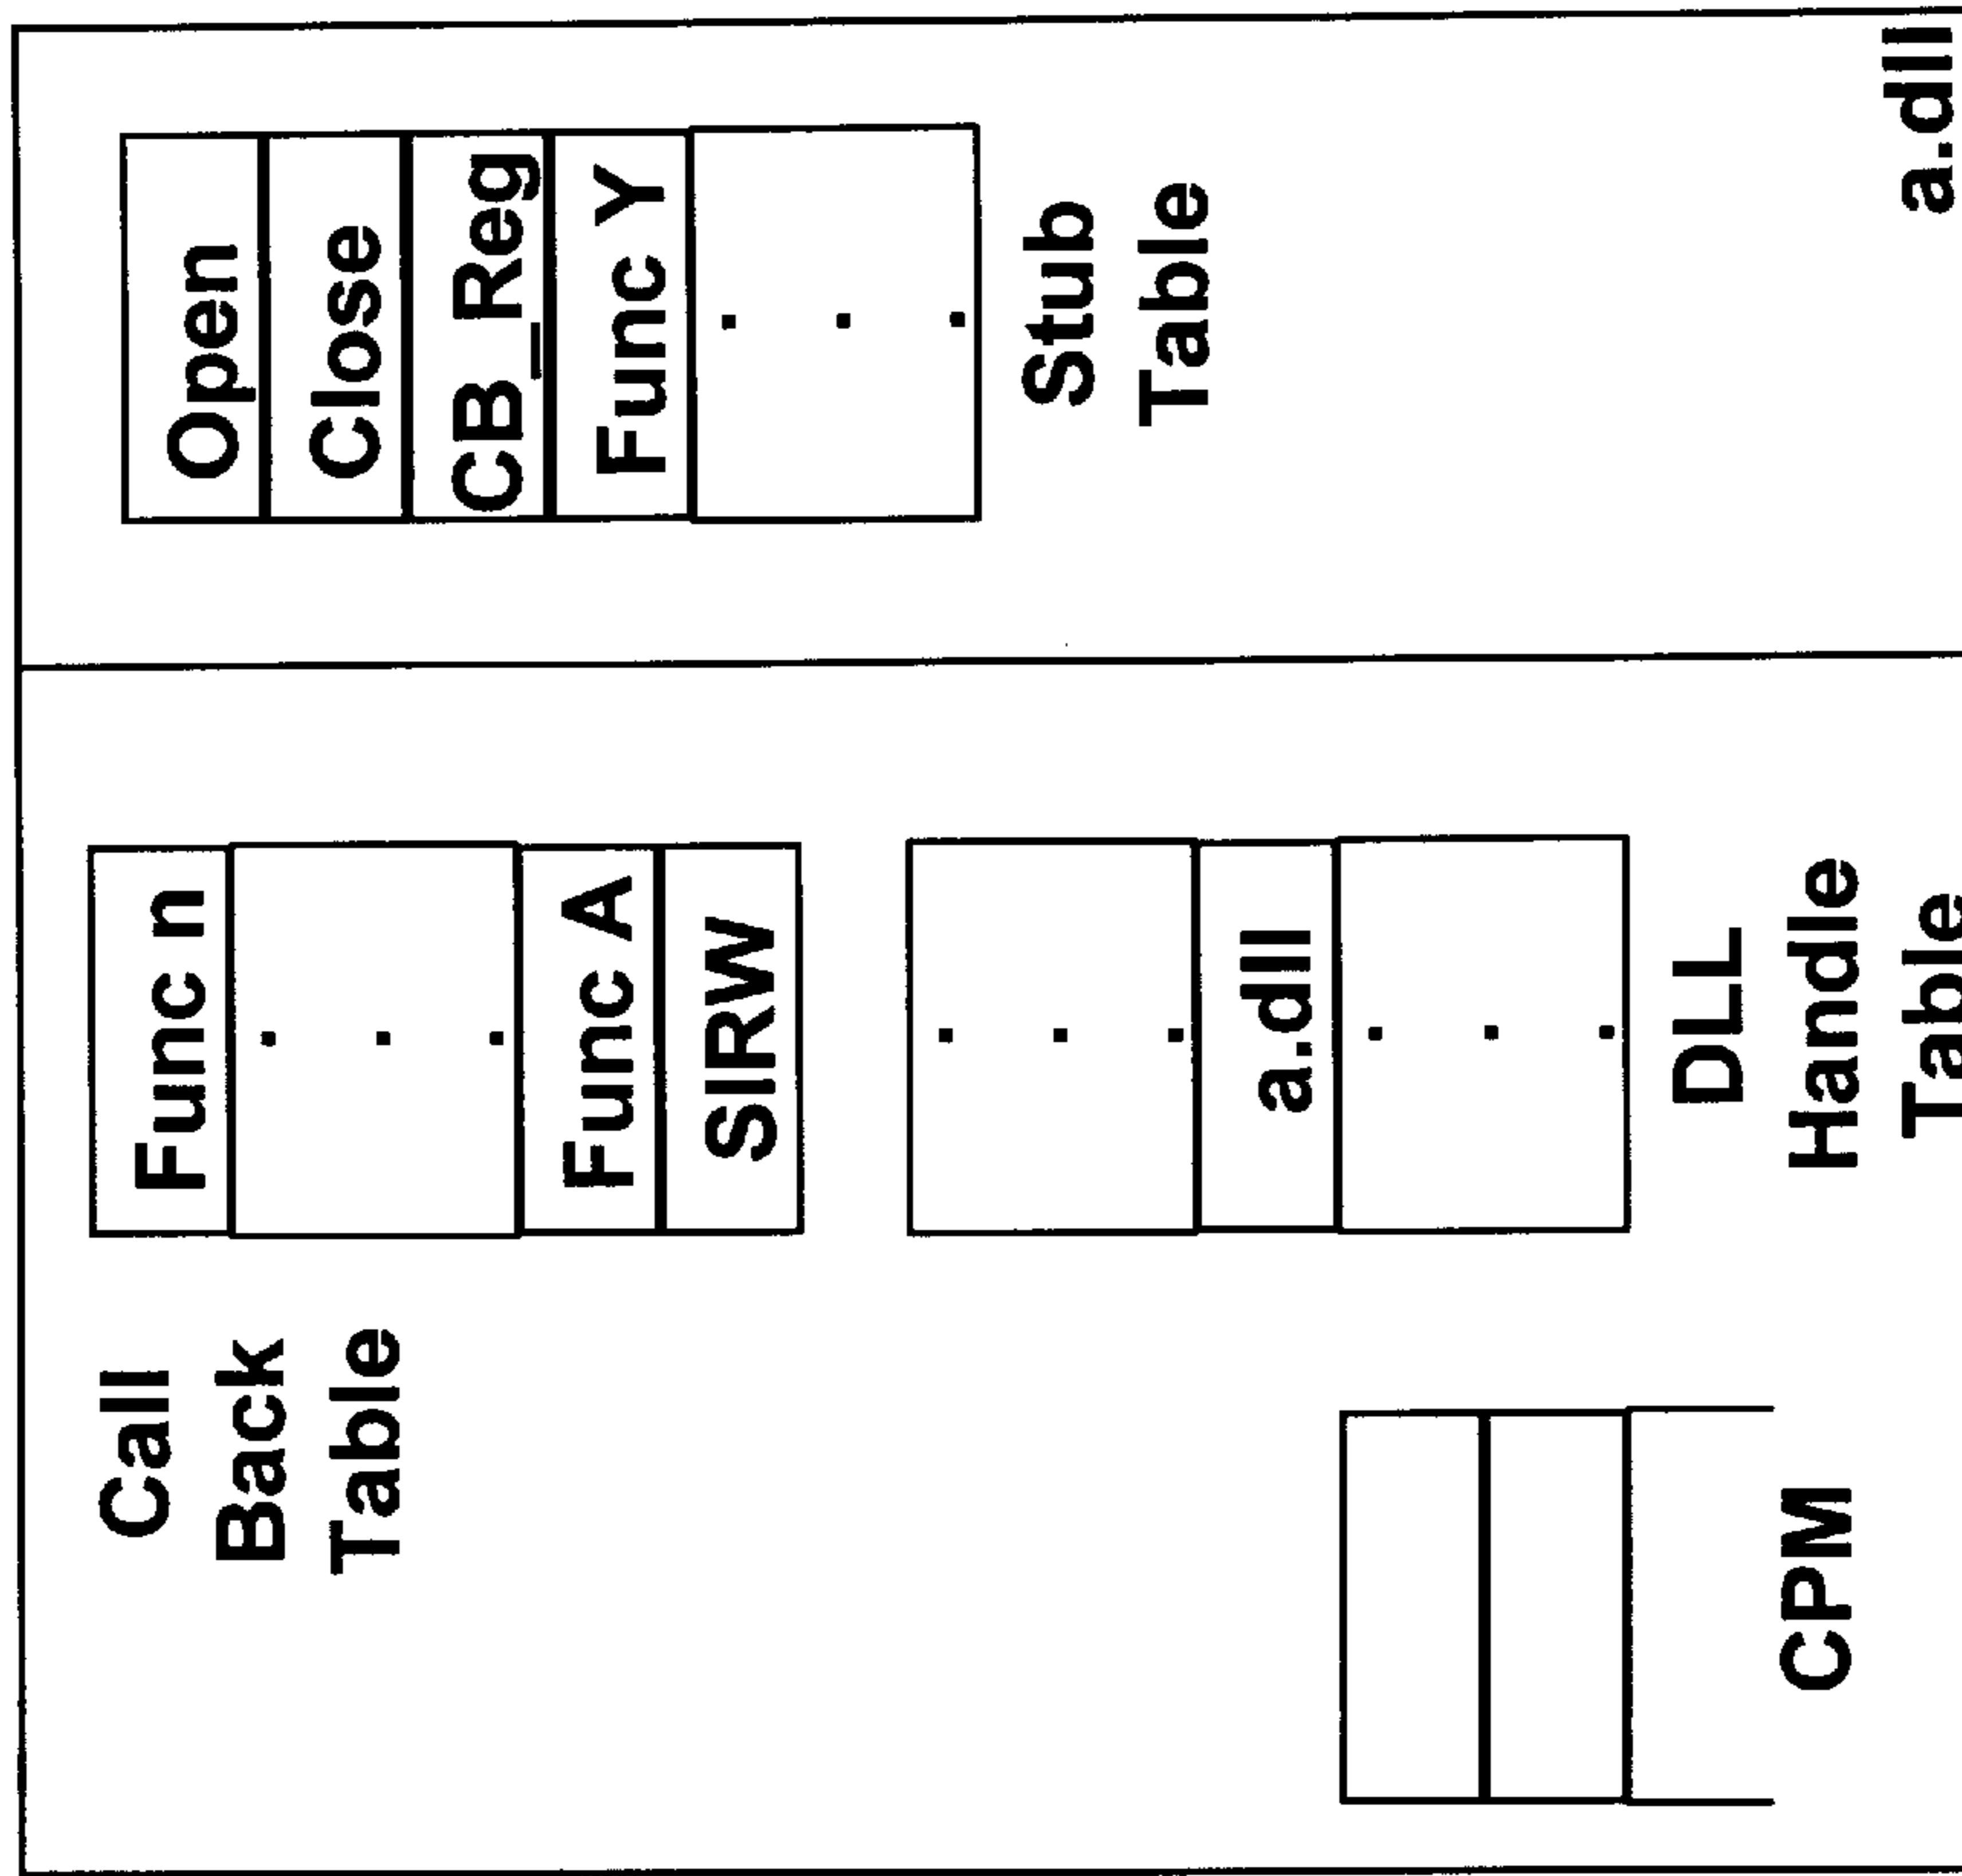 Call
Back
Table
Func n
.
.
.
Func A
SIRW
.
.
.
a.dll
.
.
.
DLL
Handle
Table
CPM
Open
Close
CB_Reg
Func Y
.
.
.
Stub
Table
a.dll